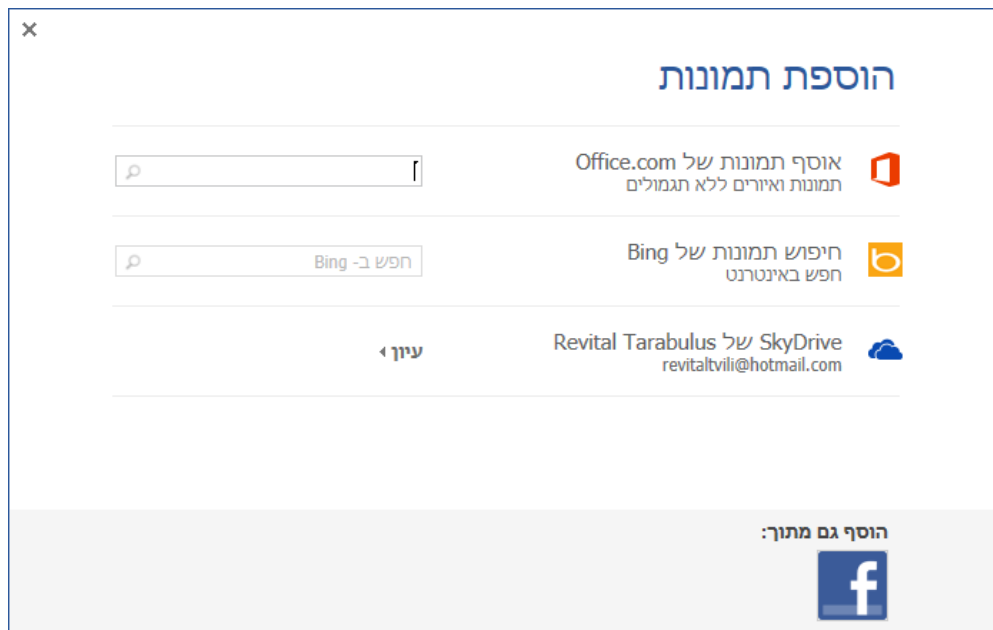 הוספת תמונות
אוסף תמונות של Office.com
תמונות ואיורים ללא תגמולים
חיפוש תמונות של Bing
חפש באינטרנט
חפש ב- Bing
SkyDrive של Revital Tarabulus
revitaltvili@hotmail.com
עיון
הוסף גם מתוך: